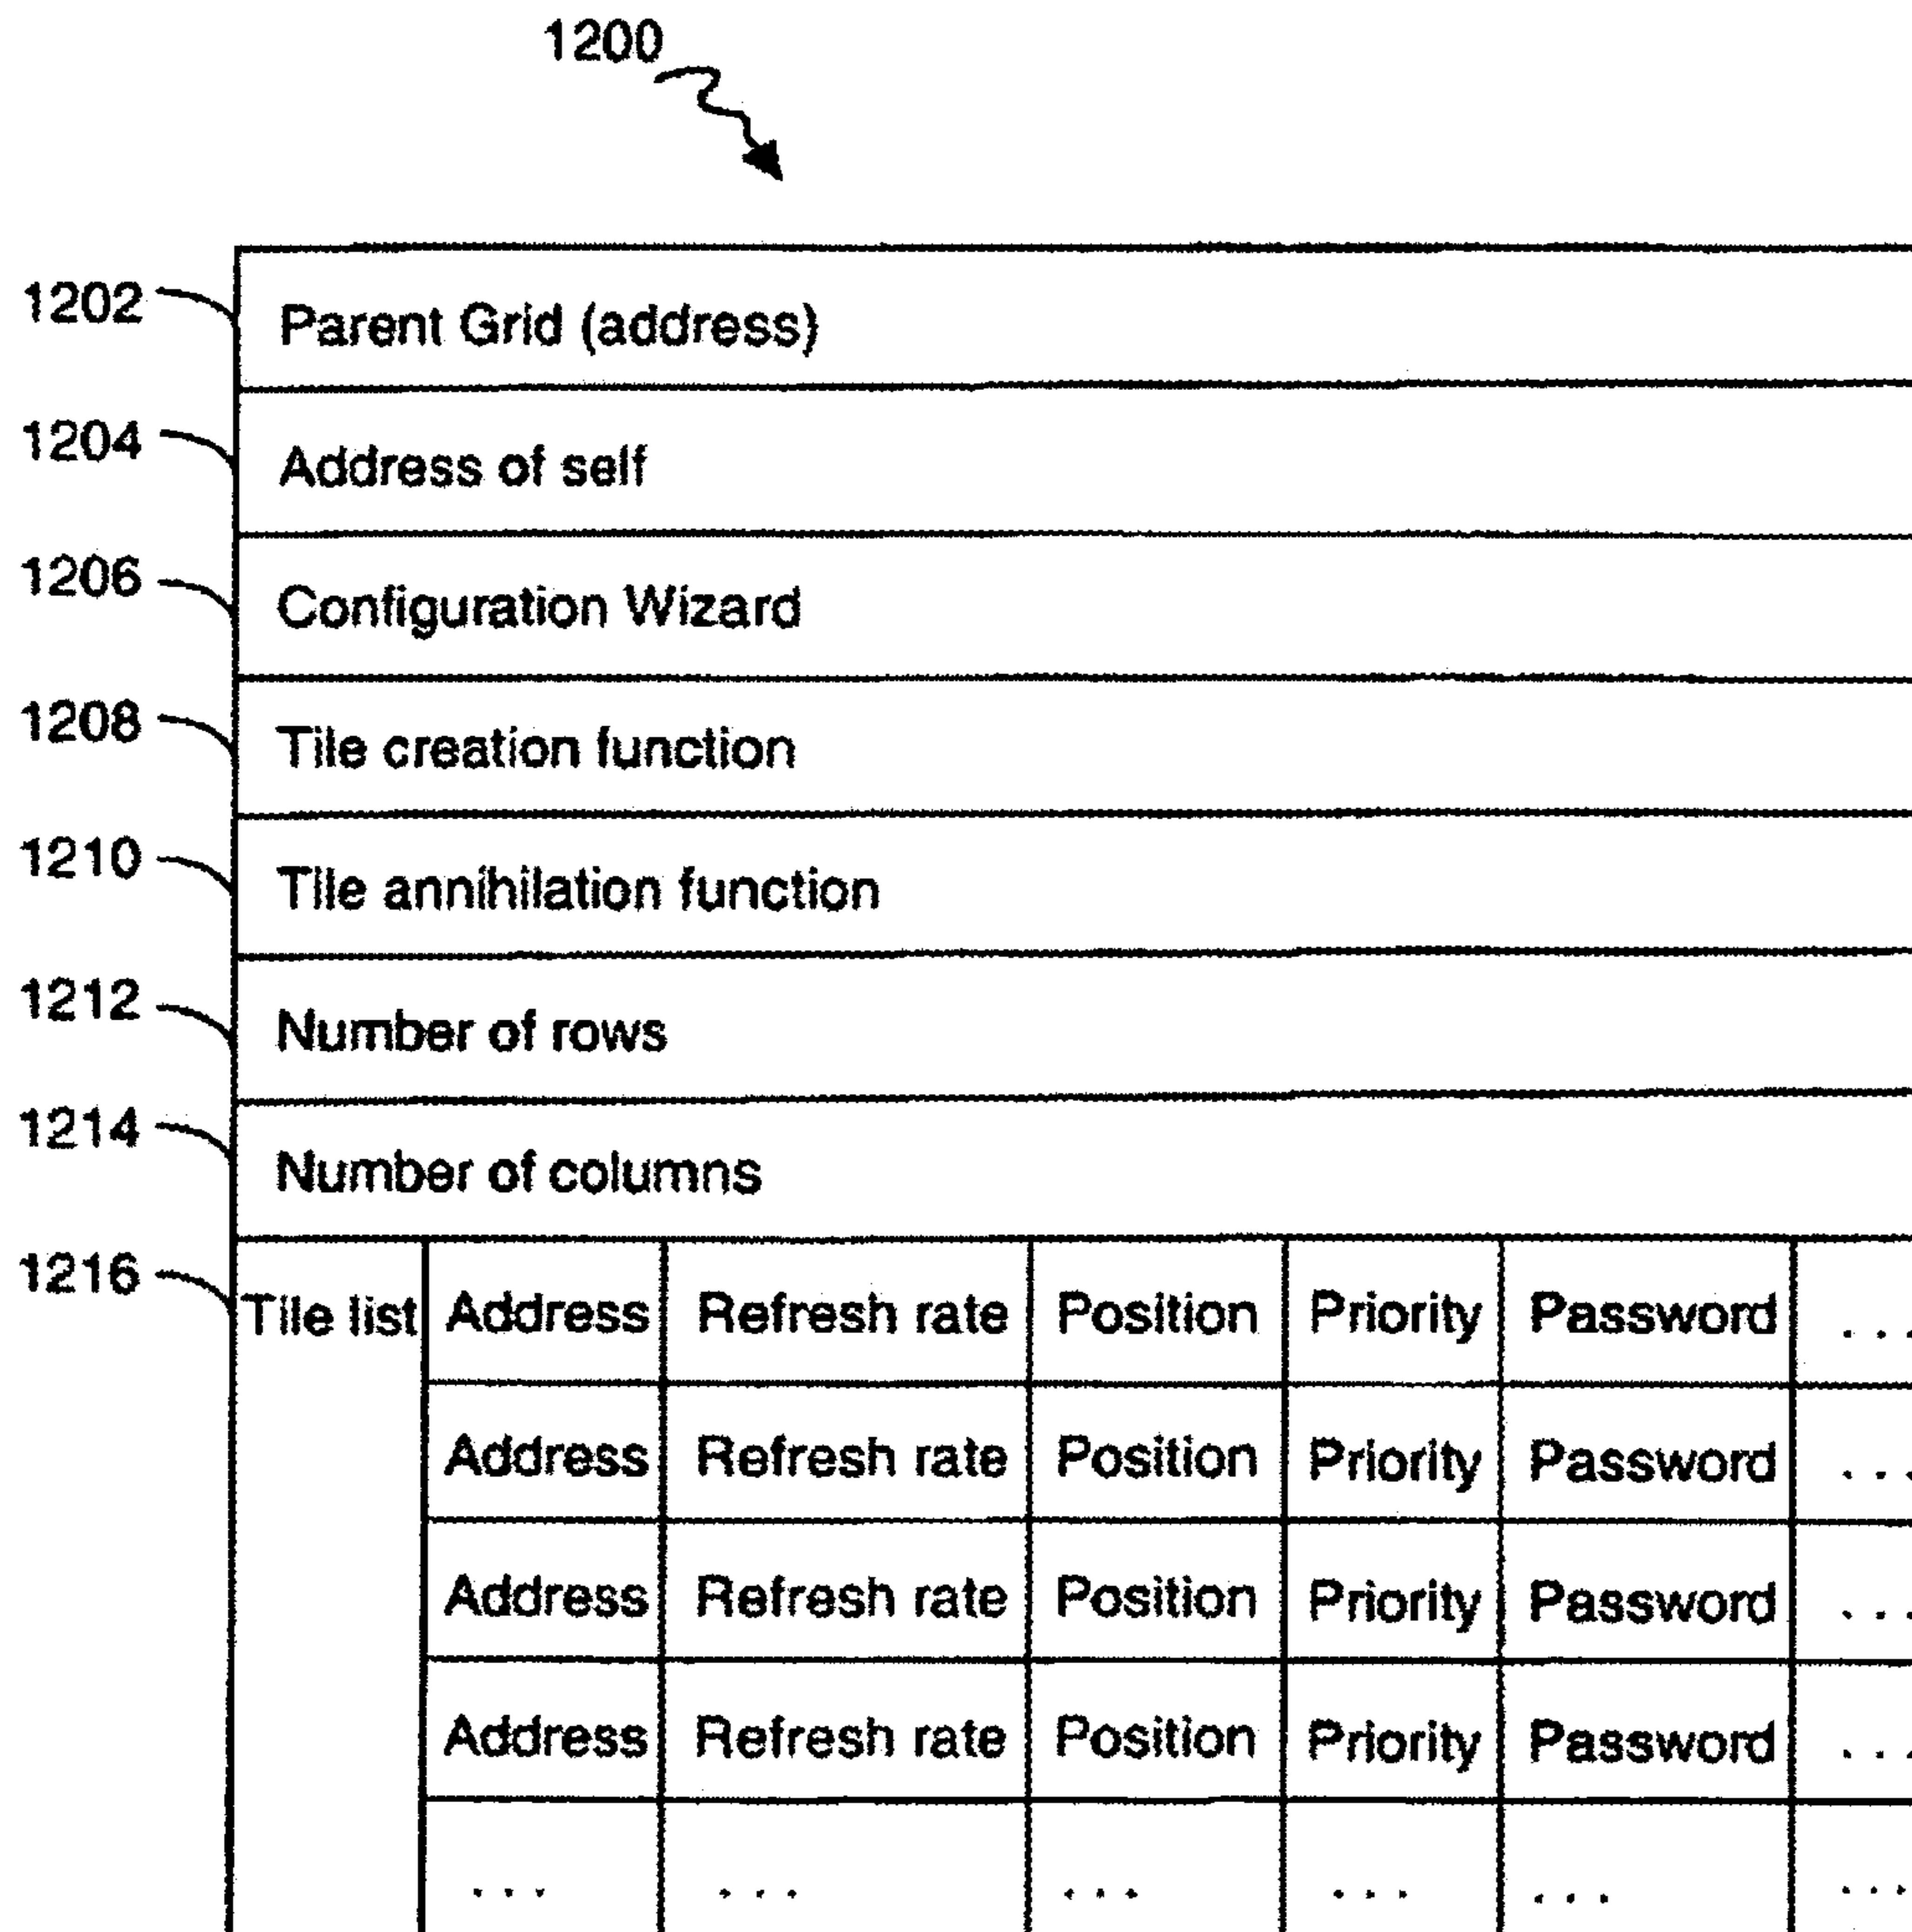 1200
1202 Parent Grid (address)
1204 Address of self
1206 Configuration Wizard
1208 Tile creation function
1210 Tile annihilation function
1212 Number of rows
1214 Number of columns
1216 Tile list Address Refresh rate Position Priority Password ...
Address Refresh rate Position Priority Password ...
Address Refresh rate Position Priority Password ...
Address Refresh rate Position Priority Password ...
... ... ... ... ... ...